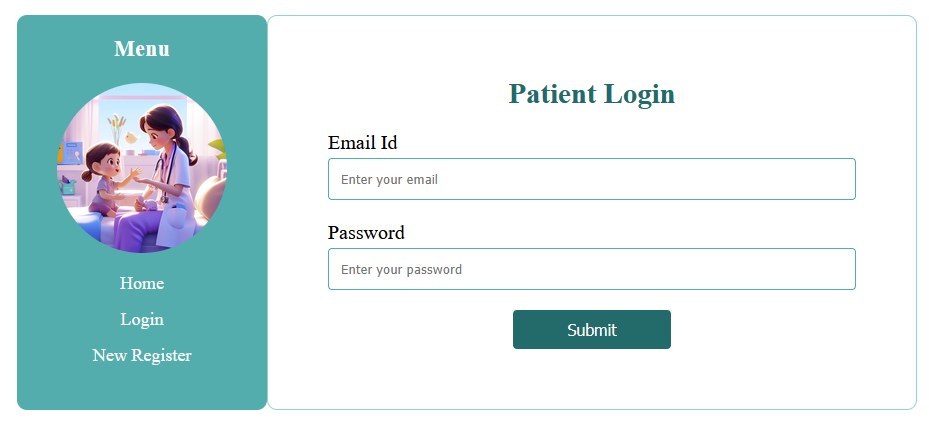 Menu
Home
Login
New Register
Patient Login
Email Id
Enter your email
Password
Enter your password
Submit